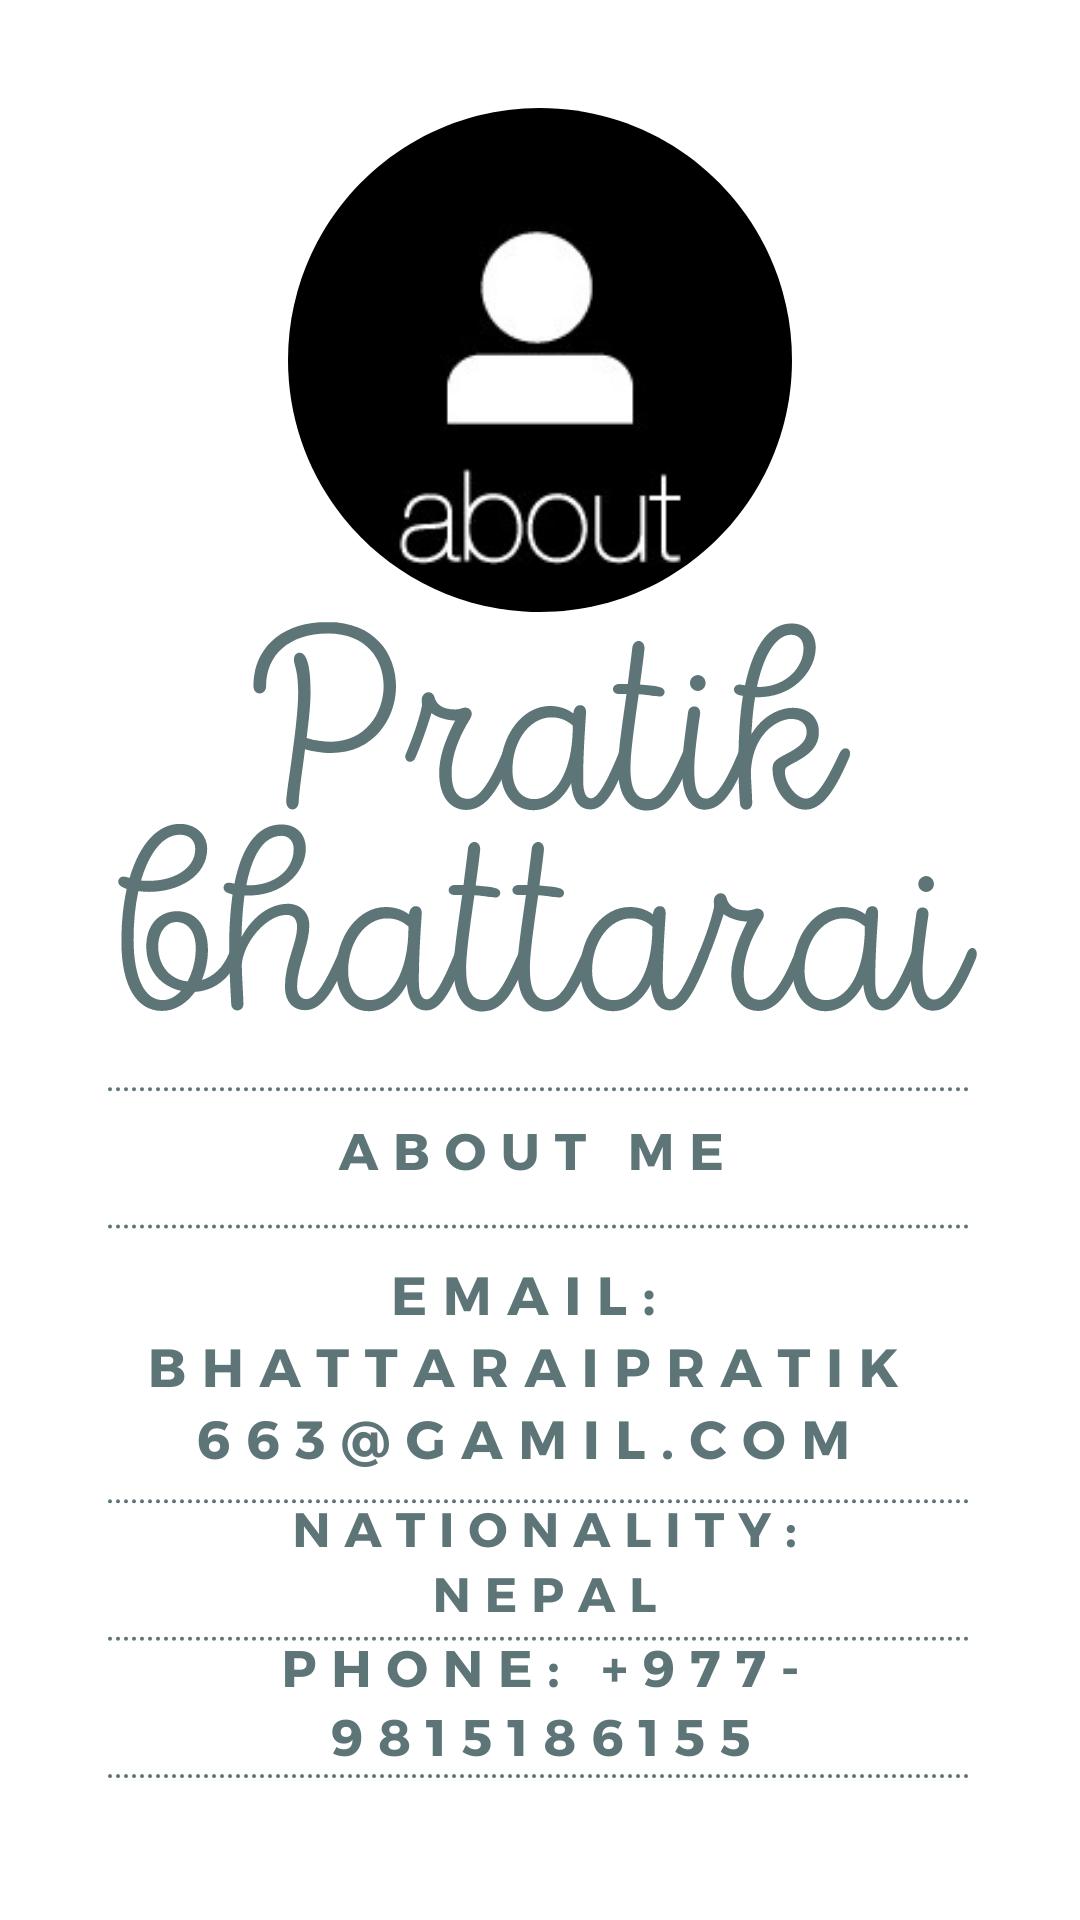 about
Pratik
bhattarai
ABOUT ME
EMAIL:
BHATTARAIPRATIK
663@GAMIL.COM
NATIONALITY:
NEPAL
PHONE: +977-
9815186155